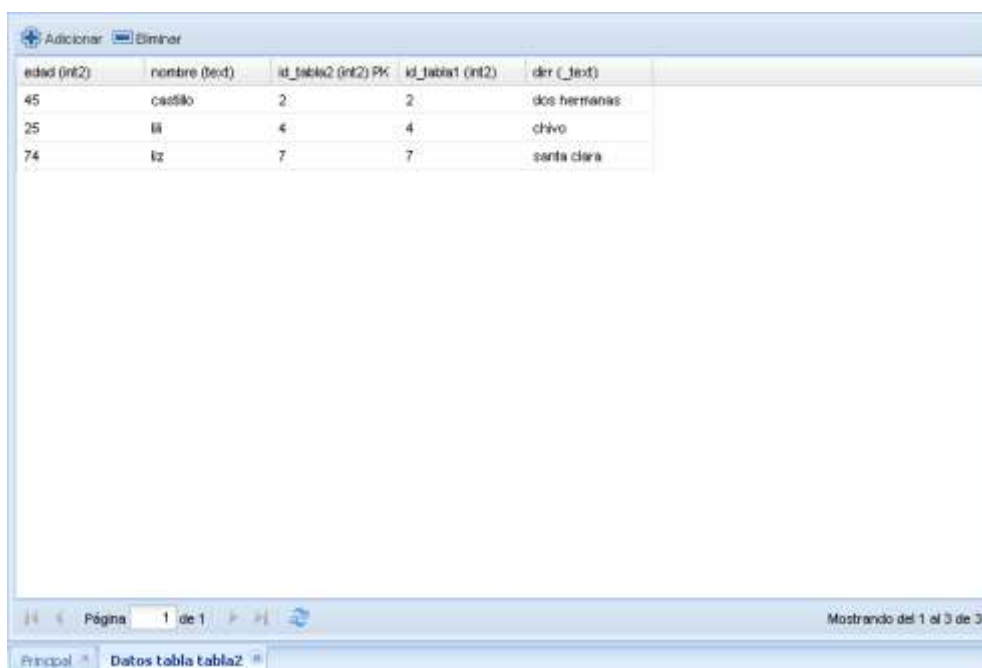 Adicionar Eliminar
edad (int2) nombre (text) id_tabla2 (int2) PK id_tabla1 (int2) dirr (_text)
45 castillo 2 2 dos hermanas
25 lili 4 4 chivo
74 liz 7 7 santa clara
Página 1 de 1 Mostrando del 1 al 3 de 3
Principal Datos tabla tabla2